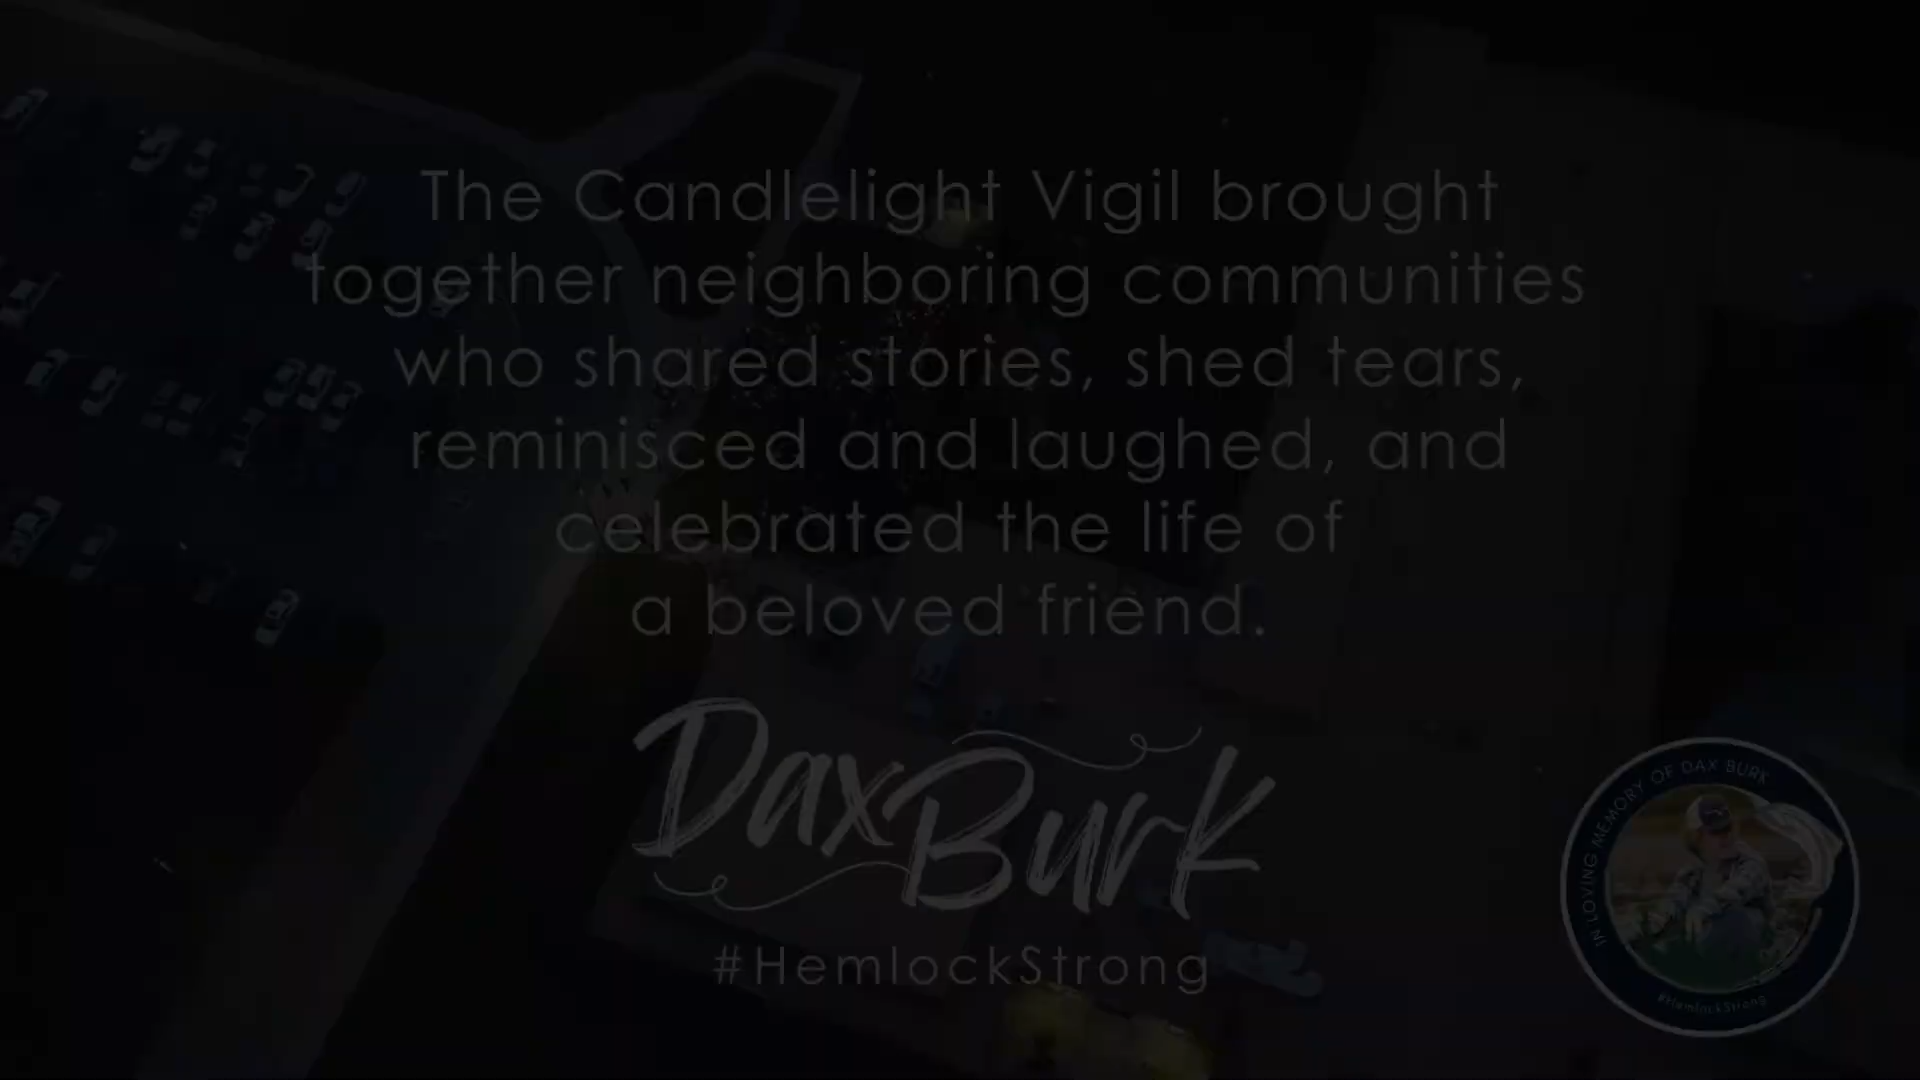 The Candlelight Vigil brought
together neighboring communities
who shared stories, shed tears,
reminisced and laughed, and
celebrated the life of
a beloved friend.
Dax Burk
#HemlockStrong
IN LOVING MEMORY OF DAX BURK
#HemlockStrong